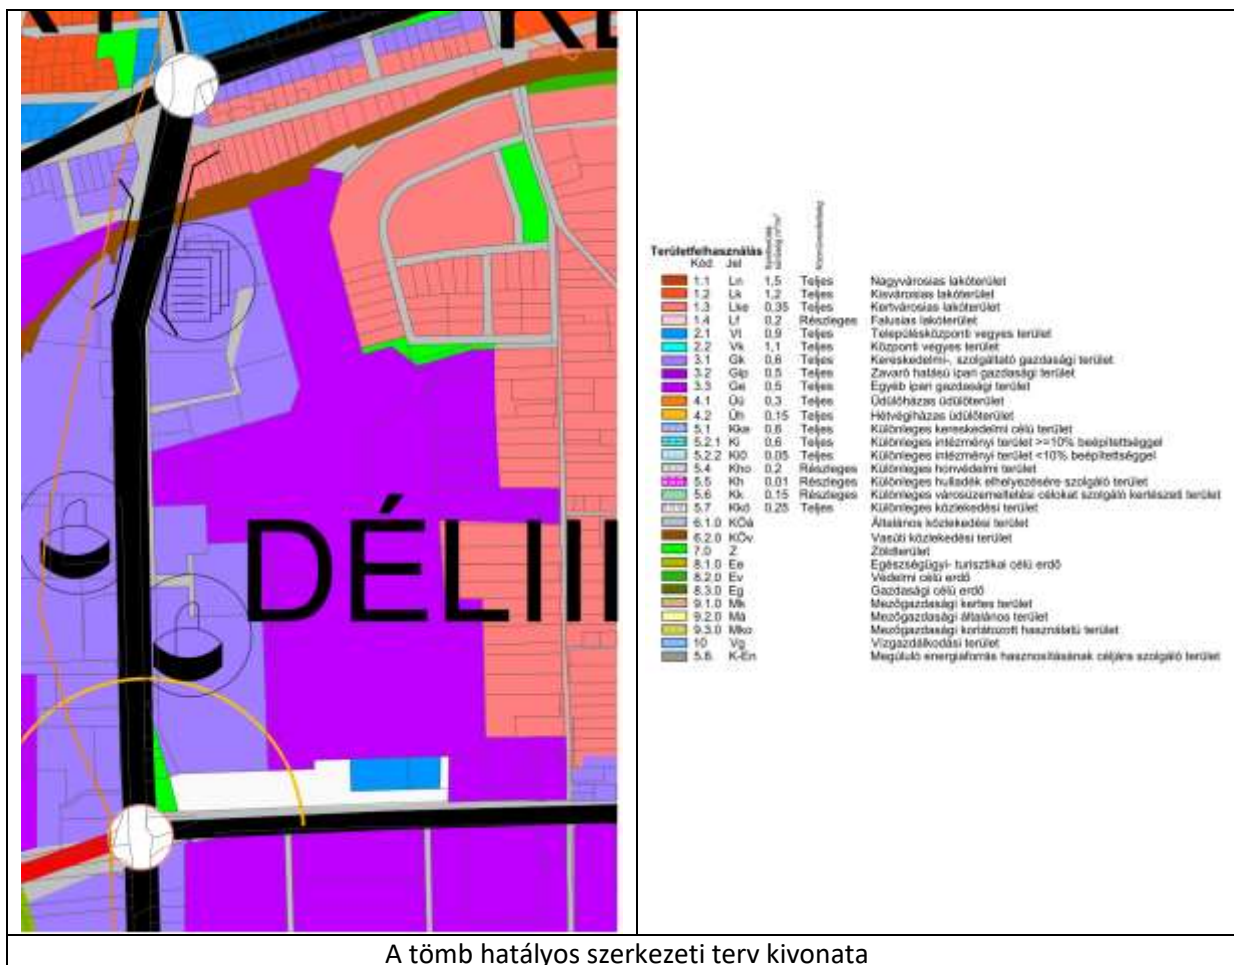 DÉLIII
Területfelhasználás
Kód Jel
1.1 Ln 1,5 Teljes Nagyvárosias lakóterület
1.2 Lk 1,2 Teljes Kisvárosias lakóterület
1.3 Lke 0,35 Teljes Kertvárosias lakóterület
1.4 Lf 0,2 Részleges Falusias lakóterület
2.1 Vt 0,9 Teljes Településközponti vegyes terület
2.2 Vk 1,1 Teljes Központi vegyes terület
3.1 Gk 0,6 Teljes Kereskedelmi-, szolgáltató gazdasági terület
3.2 Gip 0,5 Teljes Zavaró hatású ipari gazdasági terület
3.3 Ge 0,5 Teljes Egyéb ipari gazdasági terület
4.1 Üü 0,3 Teljes Üdülőházas üdülőterület
4.2 Üh 0,15 Teljes Hétvégiházas üdülőterület
5.1 Kke 0,6 Teljes Különleges kereskedelmi célú terület
5.2.1 Ki 0,6 Teljes Különleges intézményi terület >=10% beépítettséggel
5.2.2 Ki0 0,05 Teljes Különleges intézményi terület <10% beépítettséggel
5.4 Kho 0,2 Részleges Különleges honvédelmi terület
5.5 Kh 0,01 Részleges Különleges hulladék elhelyezésére szolgáló terület
5.6 Kk 0,15 Részleges Különleges városüzemeltetési célokat szolgáló kertészeti terület
5.7 Kkö 0,25 Teljes Különleges közlekedési terület
6.1.0 KÖá Általános közlekedési terület
6.2.0 KÖv Vasúti közlekedési terület
7.0 Z Zöldterület
8.1.0 Ee Egészségügyi- turisztikai célú erdő
8.2.0 Ev Védelmi célú erdő
8.3.0 Eg Gazdasági célú erdő
9.1.0 Mk Mezőgazdasági kertes terület
9.2.0 Má Mezőgazdasági általános terület
9.3.0 Mko Mezőgazdasági korlátozott használatú terület
10 Vg Vízgazdálkodási terület
5.8. K-En Megújuló energiaforrás hasznosításának céljára szolgáló terület
A tömb hatályos szerkezeti terv kivonata